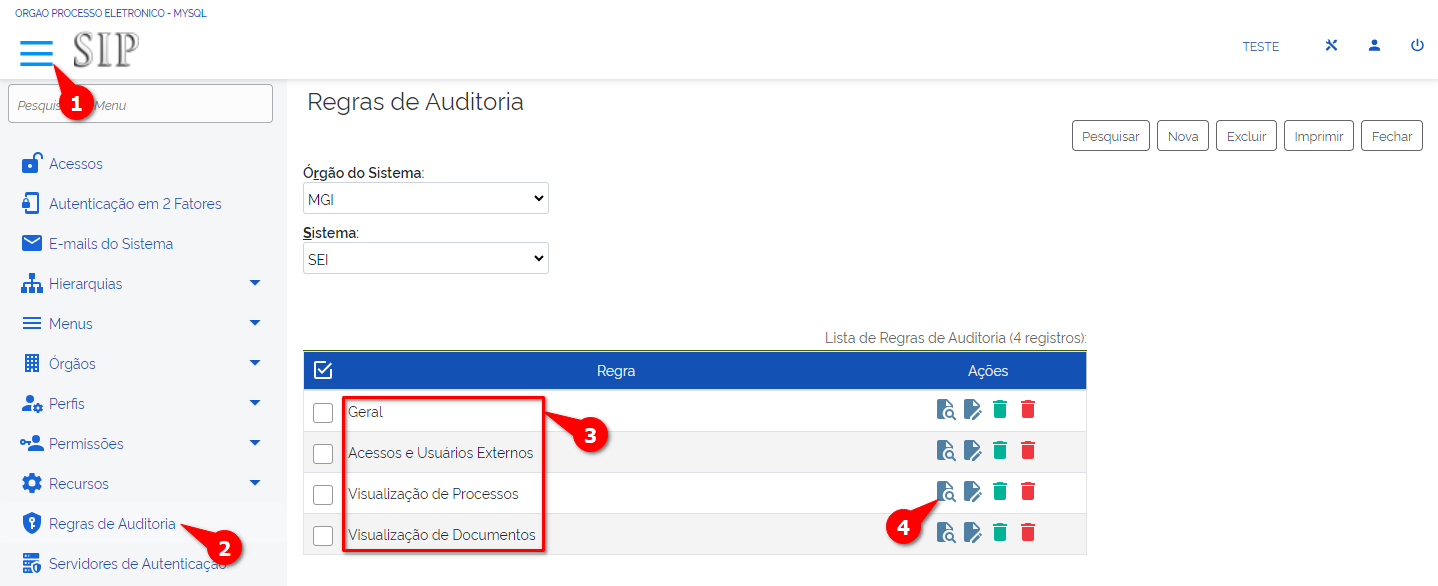 ORGAO PROCESSO ELETRONICO - MYSQL
SIP
TESTE
1
Pesquis Menu
Acessos
Autenticação em 2 Fatores
E-mails do Sistema
Hierarquias
Menus
Órgãos
Perfis
Permissões
Recursos
Regras de Auditoria
2
Servidores de Autenticação
Regras de Auditoria
Pesquisar Nova Excluir Imprimir Fechar
Órgão do Sistema:
MGI
Sistema:
SEI
Lista de Regras de Auditoria (4 registros):
Regra Ações
Geral
3
Acessos e Usuários Externos
Visualização de Processos
4
Visualização de Documentos